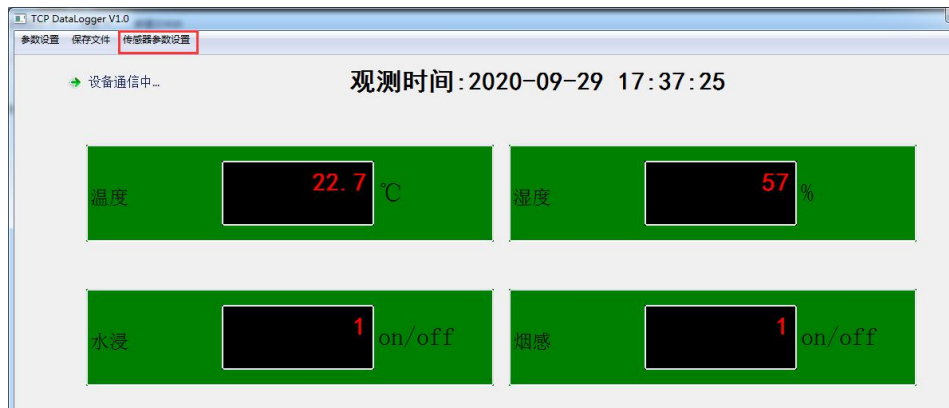 TCP DataLogger V1.0
参数设置 保存文件 传感器参数设置
设备通信中...
观测时间:2020-09-29 17:37:25
温度 22.7 ℃
湿度 57 %
水浸 1 on/off
烟感 1 on/off